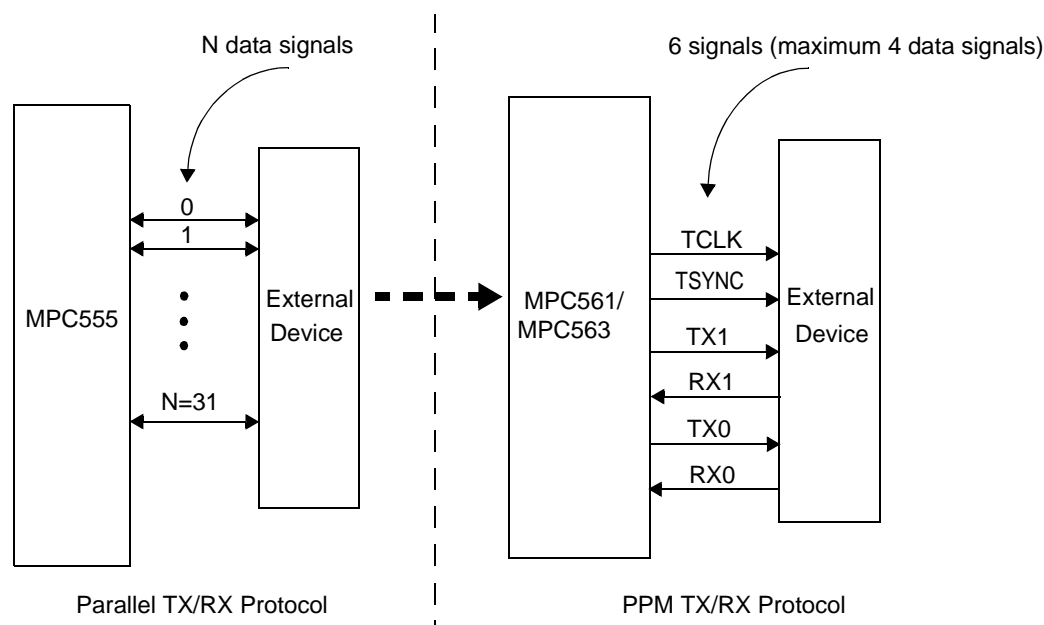 N data signals
6 signals (maximum 4 data signals)
MPC555
0
1
N=31
External
Device
MPC561/
MPC563
TCLK
TSYNC
TX1
RX1
TX0
RX0
External
Device
Parallel TX/RX Protocol
PPM TX/RX Protocol